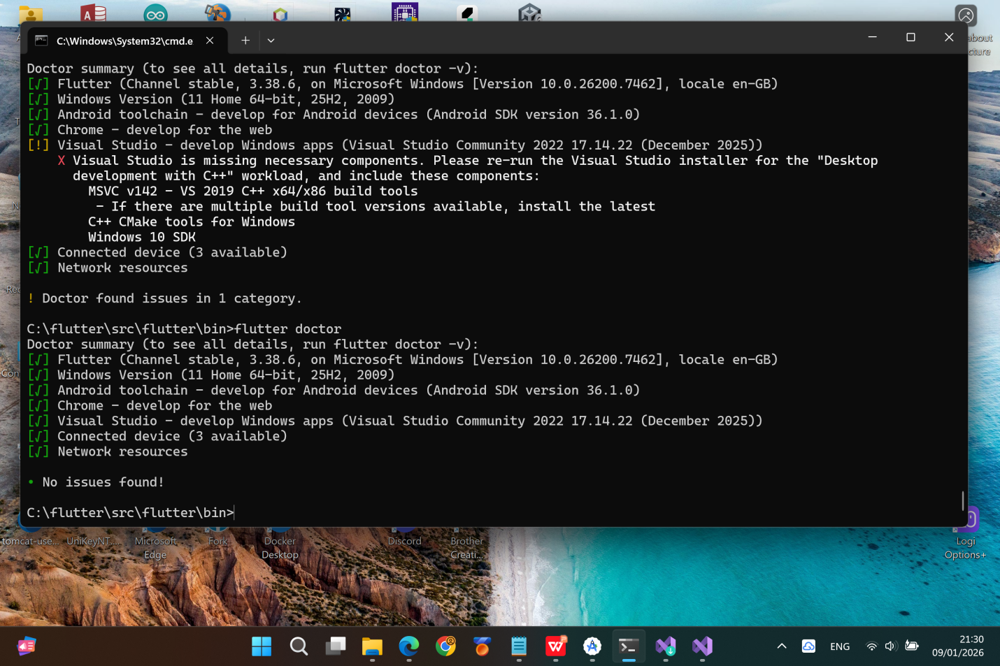 C:\Windows\System32\cmd.e
Doctor summary (to see all details, run flutter doctor -v):
[√] Flutter (Channel stable, 3.38.6, on Microsoft Windows [Version 10.0.26200.7462], locale en-GB)
[√] Windows Version (11 Home 64-bit, 25H2, 2009)
[√] Android toolchain - develop for Android devices (Android SDK version 36.1.0)
[√] Chrome - develop for the web
[!] Visual Studio - develop Windows apps (Visual Studio Community 2022 17.14.22 (December 2025))
X Visual Studio is missing necessary components. Please re-run the Visual Studio installer for the "Desktop
development with C++" workload, and include these components:
MSVC v142 - VS 2019 C++ x64/x86 build tools
- If there are multiple build tool versions available, install the latest
C++ CMake tools for Windows
Windows 10 SDK
[√] Connected device (3 available)
[√] Network resources
! Doctor found issues in 1 category.
C:\flutter\src\flutter\bin>flutter doctor
Doctor summary (to see all details, run flutter doctor -v):
[√] Flutter (Channel stable, 3.38.6, on Microsoft Windows [Version 10.0.26200.7462], locale en-GB)
[√] Windows Version (11 Home 64-bit, 25H2, 2009)
[√] Android toolchain - develop for Android devices (Android SDK version 36.1.0)
[√] Chrome - develop for the web
[√] Visual Studio - develop Windows apps (Visual Studio Community 2022 17.14.22 (December 2025))
[√] Connected device (3 available)
[√] Network resources
• No issues found!
C:\flutter\src\flutter\bin>
tomcat-use... UniKeyNT.... Microsoft Edge Fork Docker Desktop Discord Brother Creati... Logi Options+
ENG
21:30
09/01/2026